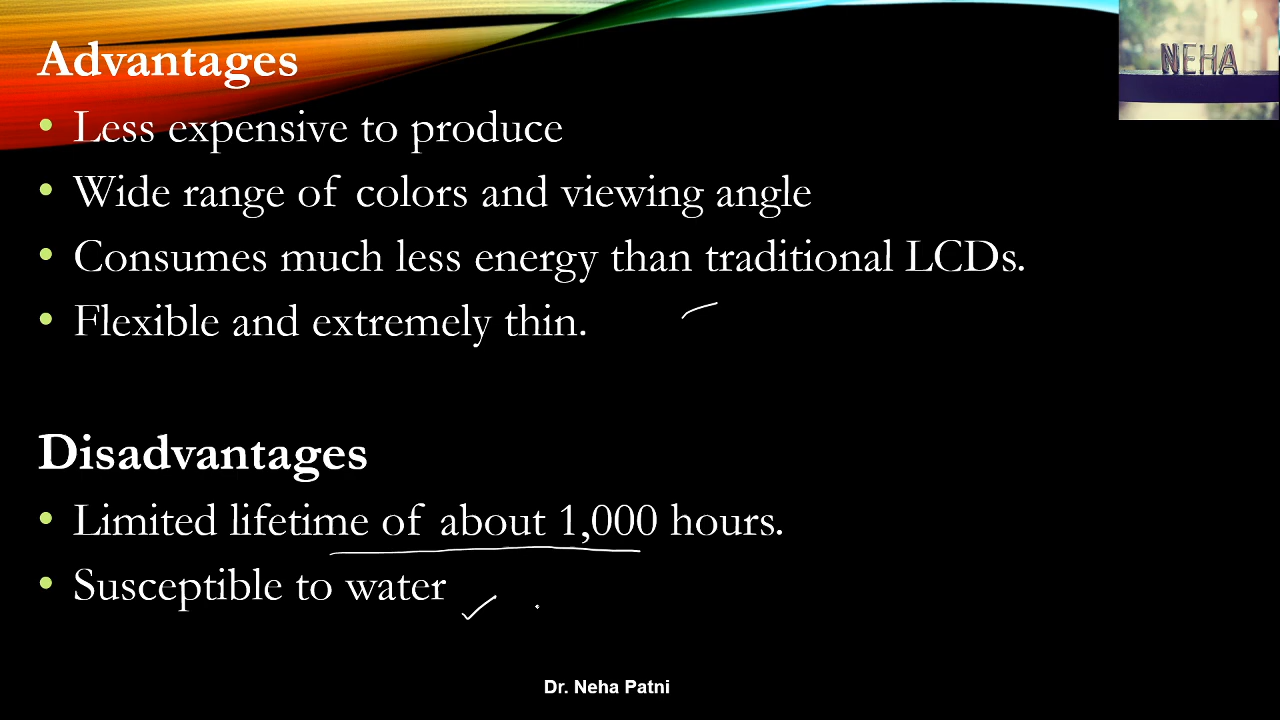 NEHA
Advantages
• Less expensive to produce
• Wide range of colors and viewing angle
• Consumes much less energy than traditional LCDs.
• Flexible and extremely thin.
Disadvantages
• Limited lifetime of about 1,000 hours.
• Susceptible to water
Dr. Neha Patni